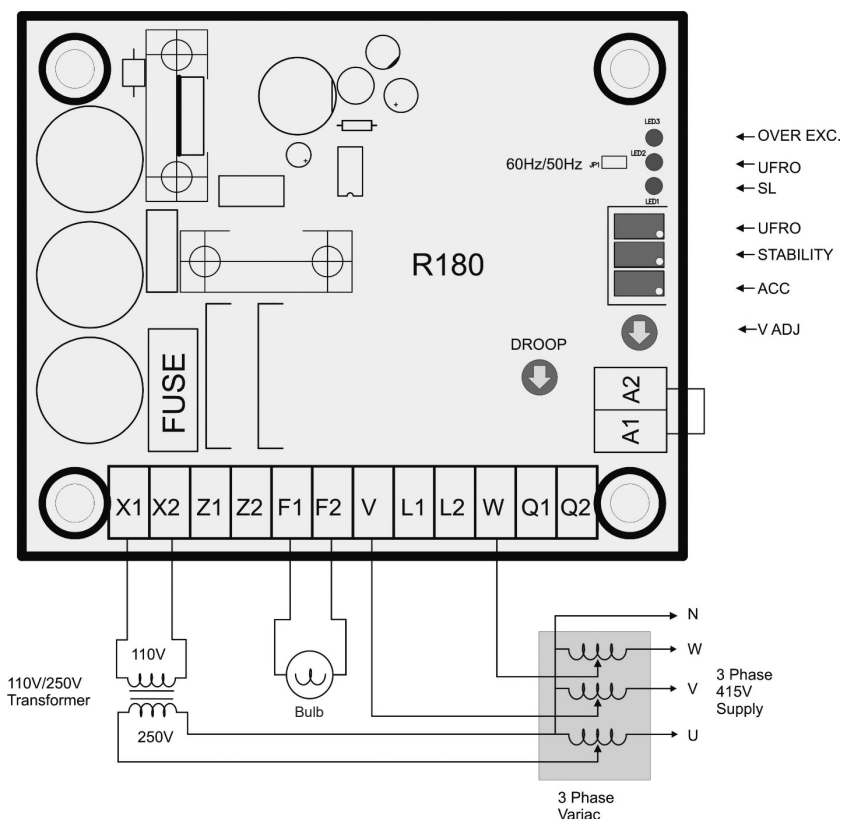 LED3
OVER EXC.
60Hz/50Hz
JP1
LED2
UFRO
SL
LED1
UFRO
STABILITY
R180
ACC
V ADJ
DROOP
FUSE
A2
A1
X1 X2 Z1 Z2 F1 F2 V L1 L2 W Q1 Q2
N
110V
W
110V/250V
Transformer
3 Phase
415V
Supply
V
Bulb
250V
U
3 Phase
Variac